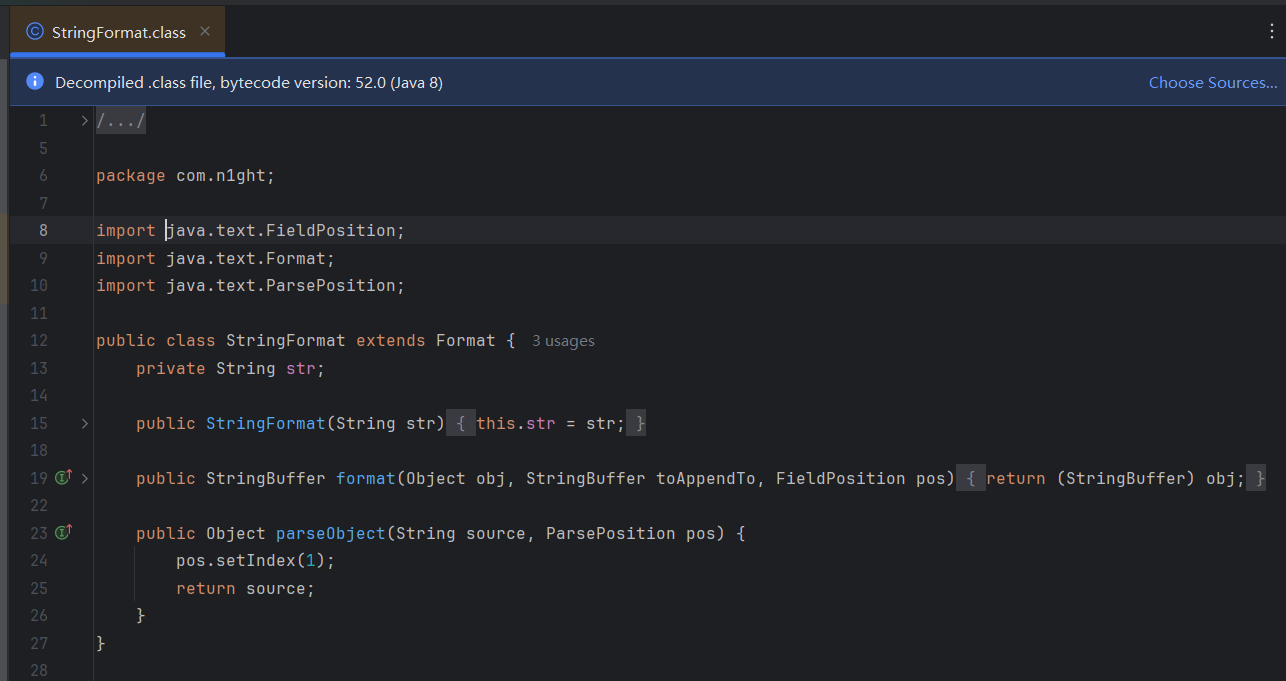 StringFormat.class
Decompiled .class file, bytecode version: 52.0 (Java 8) Choose Sources...
1 /.../
5
6 package com.n1ght;
7
8 import java.text.FieldPosition;
9 import java.text.Format;
10 import java.text.ParsePosition;
11
12 public class StringFormat extends Format { 3 usages
13     private String str;
14
15     public StringFormat(String str) { this.str = str; }
18
19     public StringBuffer format(Object obj, StringBuffer toAppendTo, FieldPosition pos) { return (StringBuffer) obj; }
22
23     public Object parseObject(String source, ParsePosition pos) {
24         pos.setIndex(1);
25         return source;
26     }
27 }
28